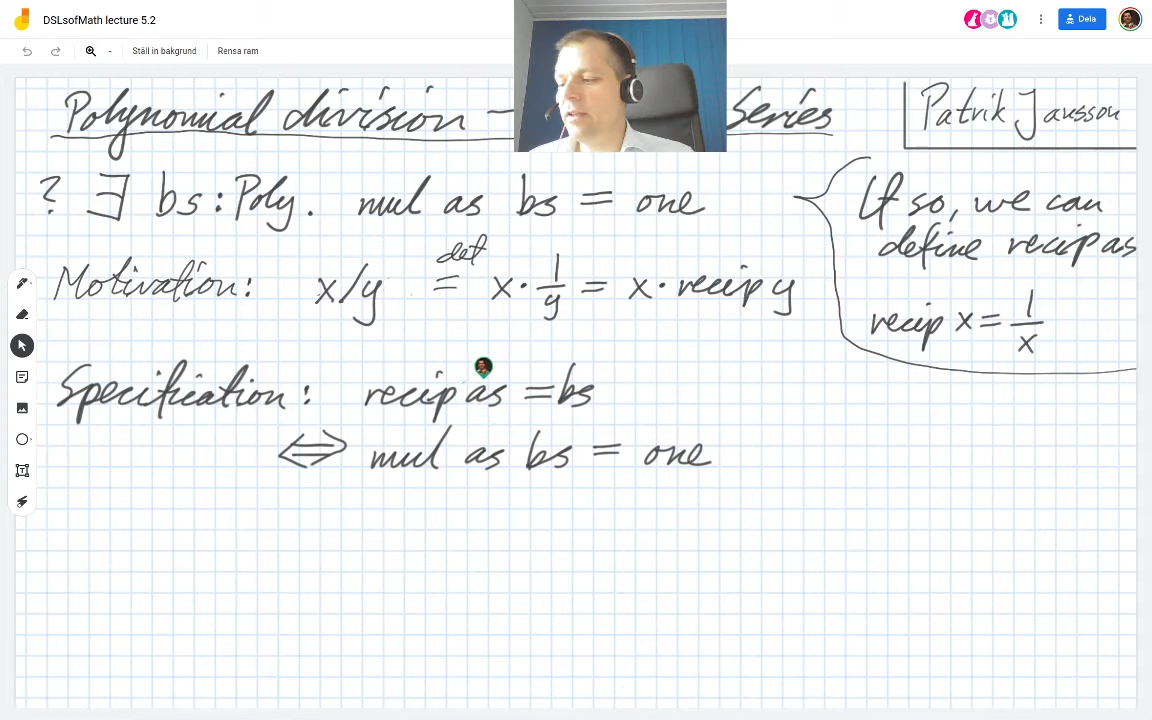 DSLsofMath lecture 5.2
Dela
Ställ in bakgrund
Rensa ram
Polynomial division - Series
Patrik Jansson
? ∃ bs : Poly. mul as bs = one
If so, we can
define recip as
Motivation: x/y =def x · 1/y = x · recip y
recip x = 1/x
Specification: recip as = bs
⇔ mul as bs = one